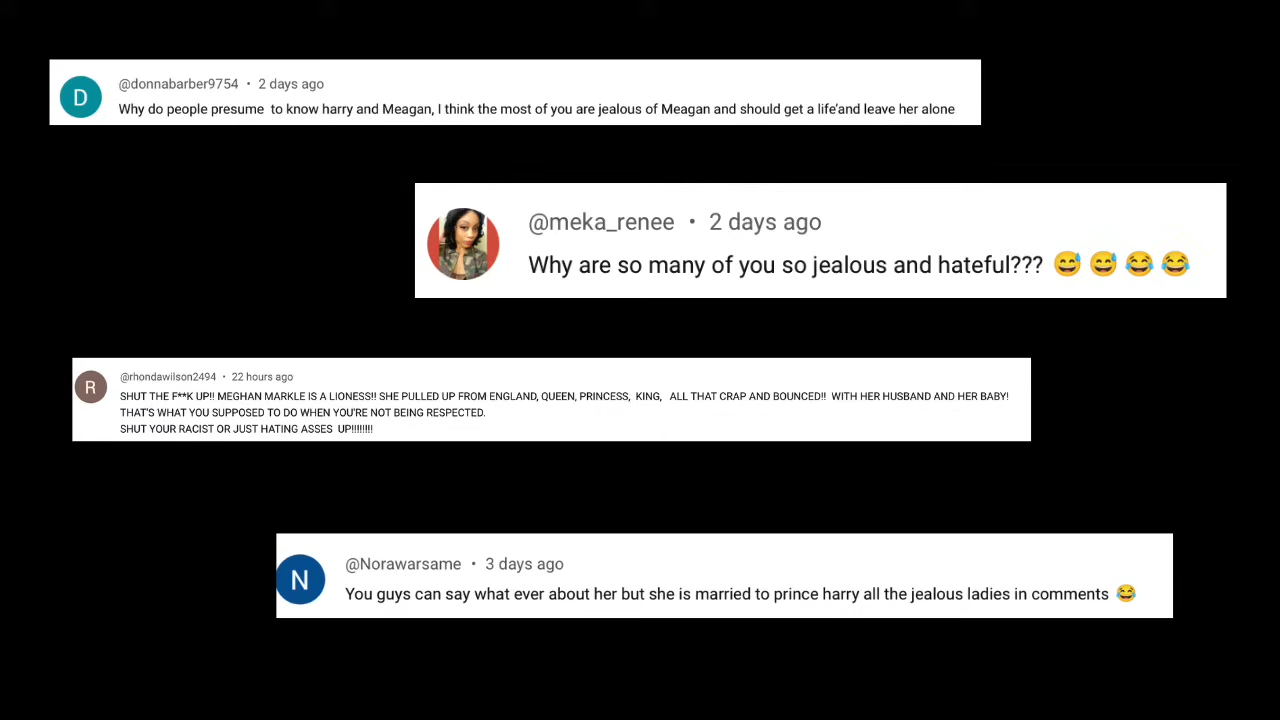 D
@donnabarber9754 • 2 days ago
Why do people presume to know harry and Meagan, I think the most of you are jealous of Meagan and should get a life'and leave her alone
@meka_renee • 2 days ago
Why are so many of you so jealous and hateful??? 😅 😅 😂 😂
R
@rhondawilson2494 • 22 hours ago
SHUT THE F**K UP!! MEGHAN MARKLE IS A LIONESS!! SHE PULLED UP FROM ENGLAND, QUEEN, PRINCESS, KING, ALL THAT CRAP AND BOUNCED!! WITH HER HUSBAND AND HER BABY!
THAT'S WHAT YOU SUPPOSED TO DO WHEN YOU'RE NOT BEING RESPECTED.
SHUT YOUR RACIST OR JUST HATING ASSES UP!!!!!!!!
N
@Norawarsame • 3 days ago
You guys can say what ever about her but she is married to prince harry all the jealous ladies in comments 😂